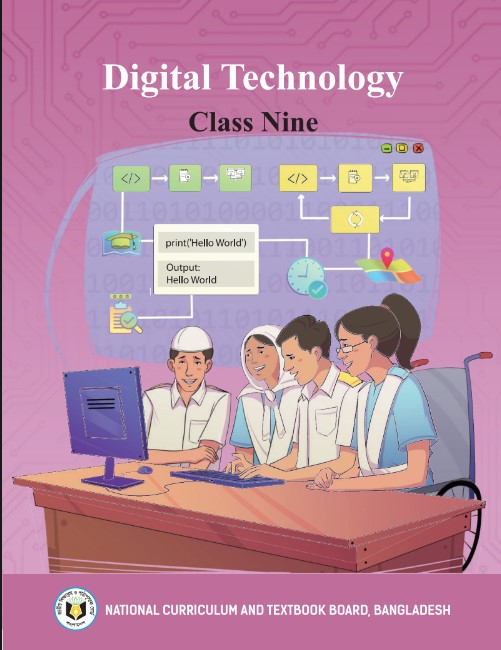 Digital Technology
Class Nine
</>
</>
print('Hello World')
Output:
Hello World
NATIONAL CURRICULUM AND TEXTBOOK BOARD, BANGLADESH